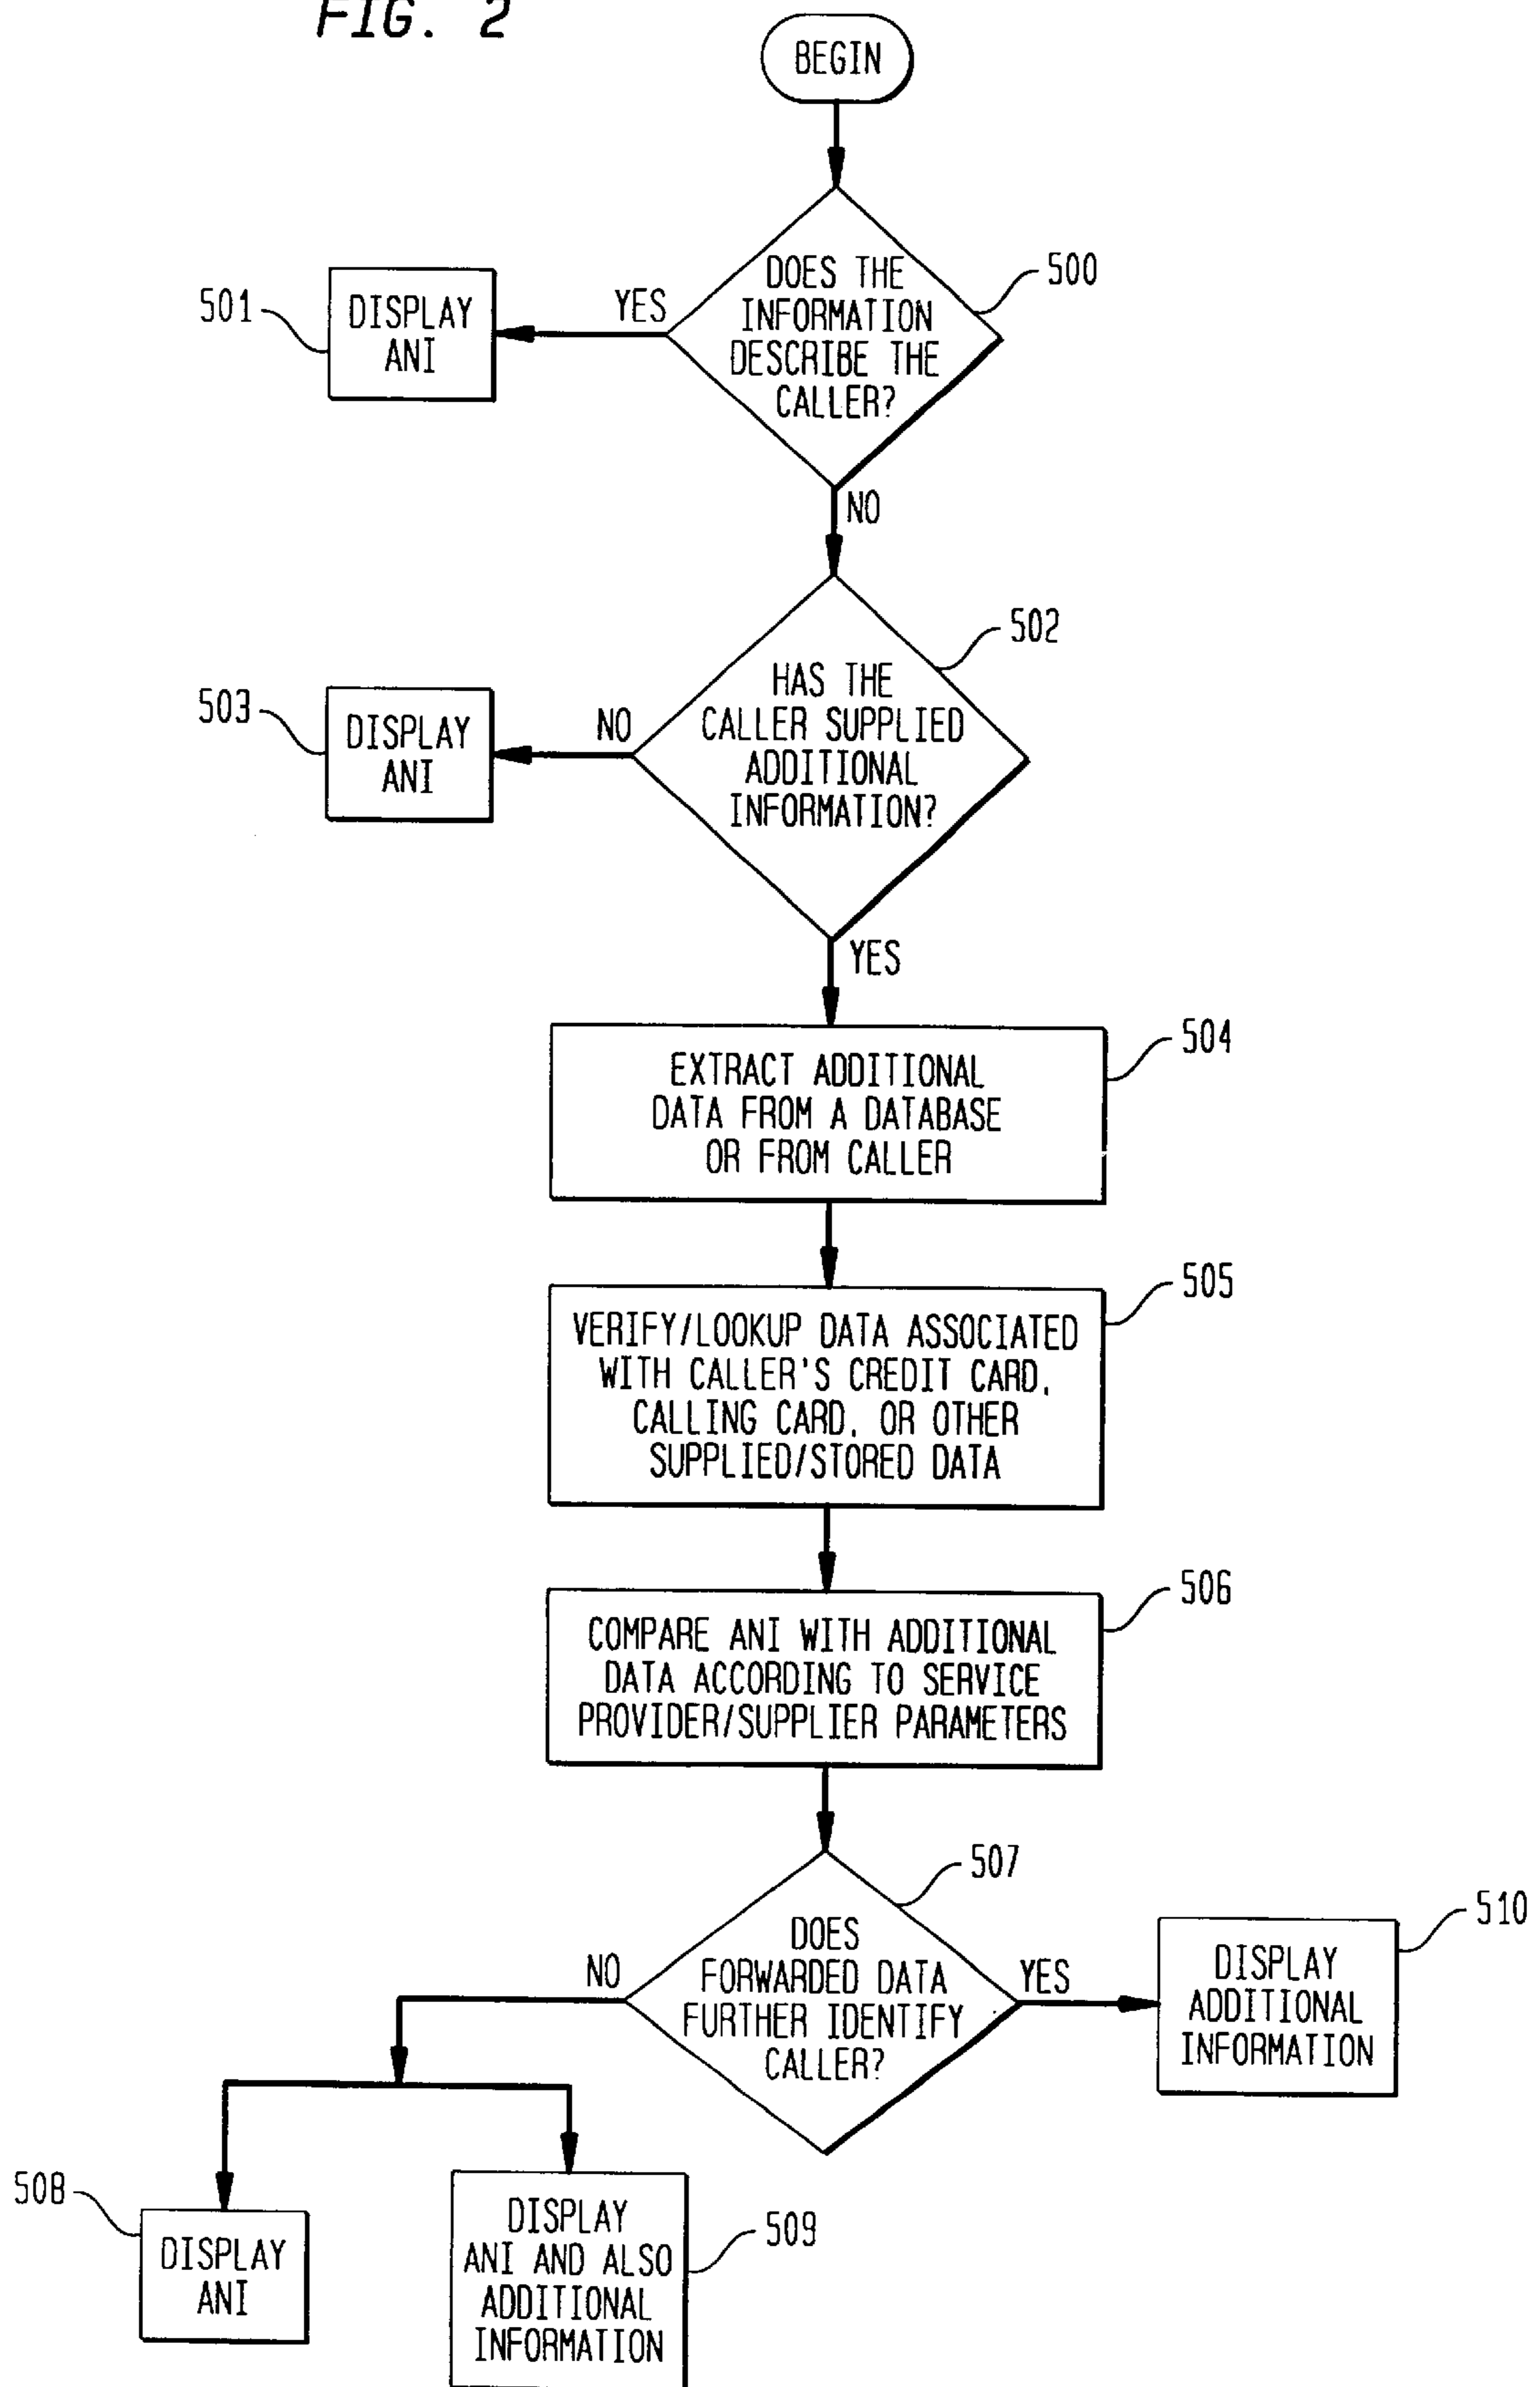 FIG. 2
BEGIN
500
DOES THE
INFORMATION
DESCRIBE THE
CALLER?
YES
501
DISPLAY
ANI
NO
502
HAS THE
CALLER SUPPLIED
ADDITIONAL
INFORMATION?
NO
503
DISPLAY
ANI
YES
504
EXTRACT ADDITIONAL
DATA FROM A DATABASE
OR FROM CALLER
505
VERIFY/LOOKUP DATA ASSOCIATED
WITH CALLER'S CREDIT CARD,
CALLING CARD, OR OTHER
SUPPLIED/STORED DATA
506
COMPARE ANI WITH ADDITIONAL
DATA ACCORDING TO SERVICE
PROVIDER/SUPPLIER PARAMETERS
507
DOES
FORWARDED DATA
FURTHER IDENTIFY
CALLER?
NO
YES
510
DISPLAY
ADDITIONAL
INFORMATION
508
DISPLAY
ANI
509
DISPLAY
ANI AND ALSO
ADDITIONAL
INFORMATION